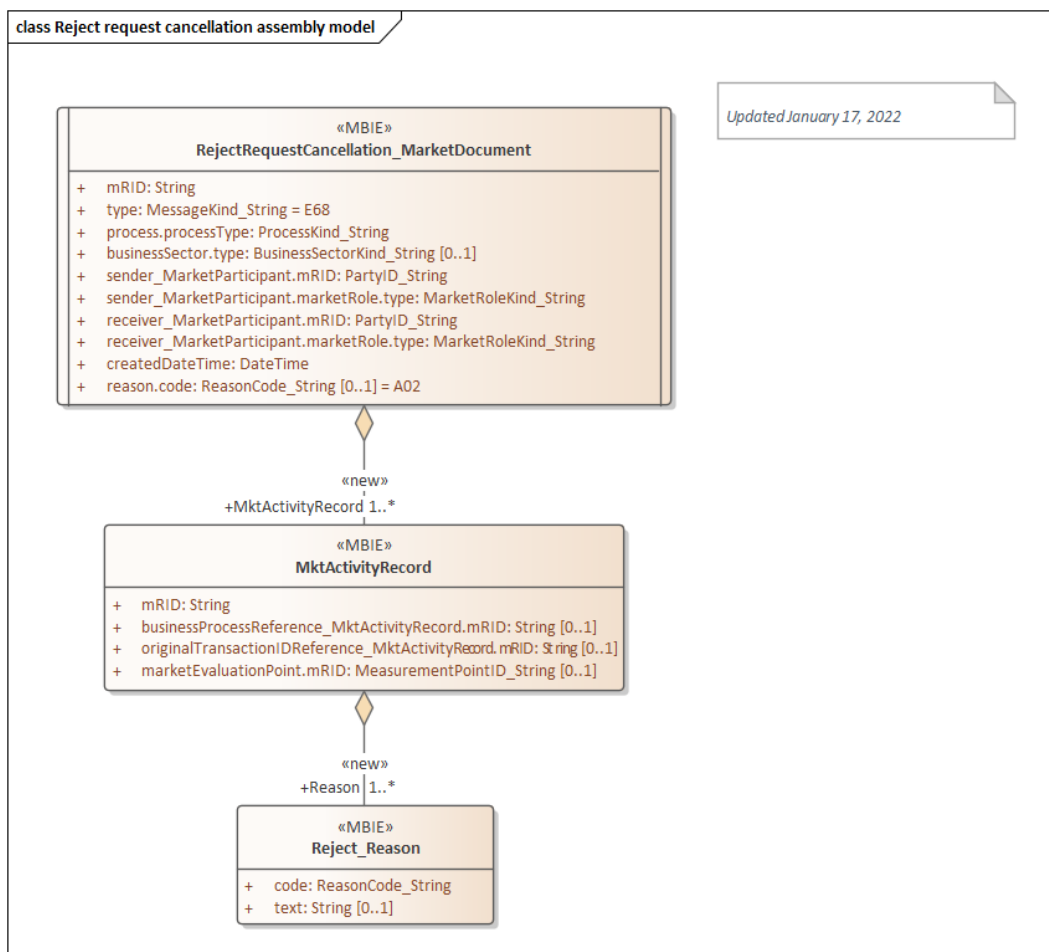 class Reject request cancellation assembly model
Updated January 17, 2022
«MBIE»
RejectRequestCancellation_MarketDocument
+ mRID: String
+ type: MessageKind_String = E68
+ process.processType: ProcessKind_String
+ businessSector.type: BusinessSectorKind_String [0..1]
+ sender_MarketParticipant.mRID: PartyID_String
+ sender_MarketParticipant.marketRole.type: MarketRoleKind_String
+ receiver_MarketParticipant.mRID: PartyID_String
+ receiver_MarketParticipant.marketRole.type: MarketRoleKind_String
+ createdDateTime: DateTime
+ reason.code: ReasonCode_String [0..1] = A02
«new»
+MktActivityRecord 1..*
«MBIE»
MktActivityRecord
+ mRID: String
+ businessProcessReference_MktActivityRecord.mRID: String [0..1]
+ originalTransactionIDReference_MktActivityRecord.mRID: String [0..1]
+ marketEvaluationPoint.mRID: MeasurementPointID_String [0..1]
«new»
+Reason 1..*
«MBIE»
Reject_Reason
+ code: ReasonCode_String
+ text: String [0..1]